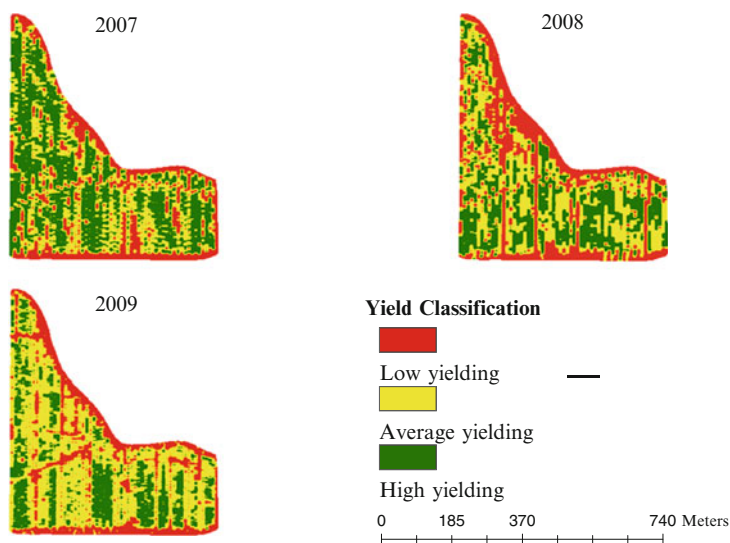 2007
2008
2009
Yield Classification
Low yielding
Average yielding
High yielding
0 185 370 740 Meters